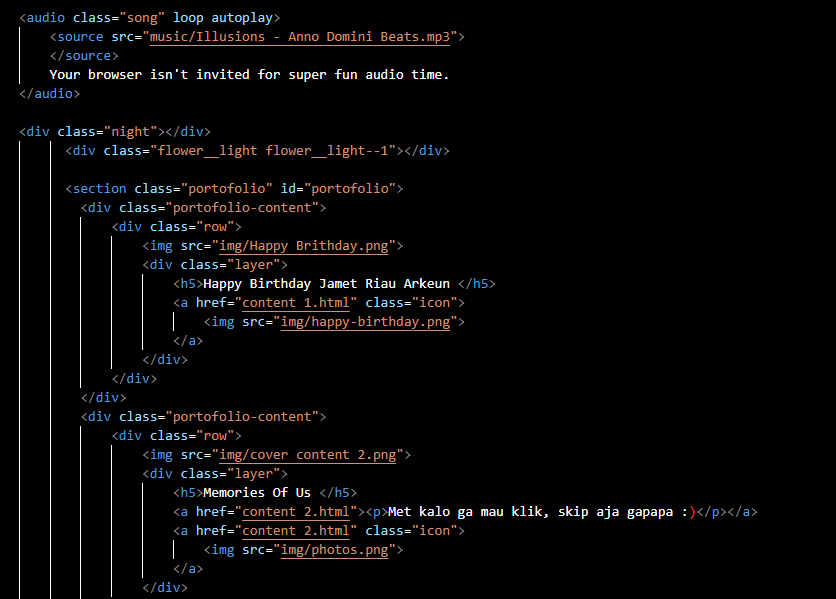 <audio class="song" loop autoplay>
<source src="music/Illusions - Anno Domini Beats.mp3">
</source>
Your browser isn't invited for super fun audio time.
</audio>
<div class="night"></div>
<div class="flower__light flower__light--1"></div>
<section class="portofolio" id="portofolio">
<div class="portofolio-content">
<div class="row">
<img src="img/Happy Brithday.png">
<div class="layer">
<h5>Happy Birthday Jamet Riau Arkeun </h5>
<a href="content 1.html" class="icon">
<img src="img/happy-birthday.png">
</a>
</div>
</div>
</div>
<div class="portofolio-content">
<div class="row">
<img src="img/cover content 2.png">
<div class="layer">
<h5>Memories Of Us </h5>
<a href="content 2.html"><p>Met kalo ga mau klik, skip aja gapapa :)</p></a>
<a href="content 2.html" class="icon">
<img src="img/photos.png">
</a>
</div>